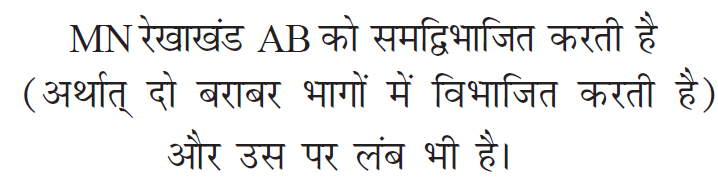 MN रेखाखंड AB को समद्विभाजित करती है
(अर्थात् दो बराबर भागों में विभाजित करती है)
और उस पर लंब भी है।